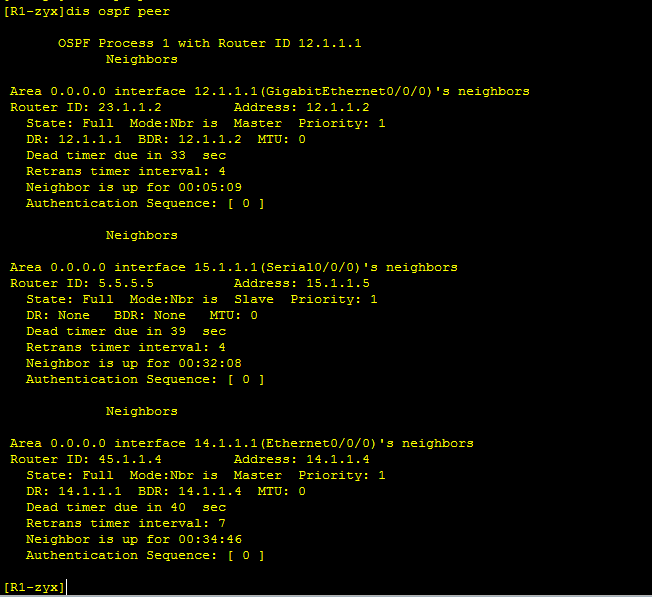 [R1-zyx]dis ospf peer
OSPF Process 1 with Router ID 12.1.1.1
Neighbors
Area 0.0.0.0 interface 12.1.1.1(GigabitEthernet0/0/0)'s neighbors
Router ID: 23.1.1.2 Address: 12.1.1.2
State: Full Mode:Nbr is Master Priority: 1
DR: 12.1.1.1 BDR: 12.1.1.2 MTU: 0
Dead timer due in 33 sec
Retrans timer interval: 4
Neighbor is up for 00:05:09
Authentication Sequence: [ 0 ]
Neighbors
Area 0.0.0.0 interface 15.1.1.1(Serial0/0/0)'s neighbors
Router ID: 5.5.5.5 Address: 15.1.1.5
State: Full Mode:Nbr is Slave Priority: 1
DR: None BDR: None MTU: 0
Dead timer due in 39 sec
Retrans timer interval: 4
Neighbor is up for 00:32:08
Authentication Sequence: [ 0 ]
Neighbors
Area 0.0.0.0 interface 14.1.1.1(Ethernet0/0/0)'s neighbors
Router ID: 45.1.1.4 Address: 14.1.1.4
State: Full Mode:Nbr is Master Priority: 1
DR: 14.1.1.1 BDR: 14.1.1.4 MTU: 0
Dead timer due in 40 sec
Retrans timer interval: 7
Neighbor is up for 00:34:46
Authentication Sequence: [ 0 ]
[R1-zyx]